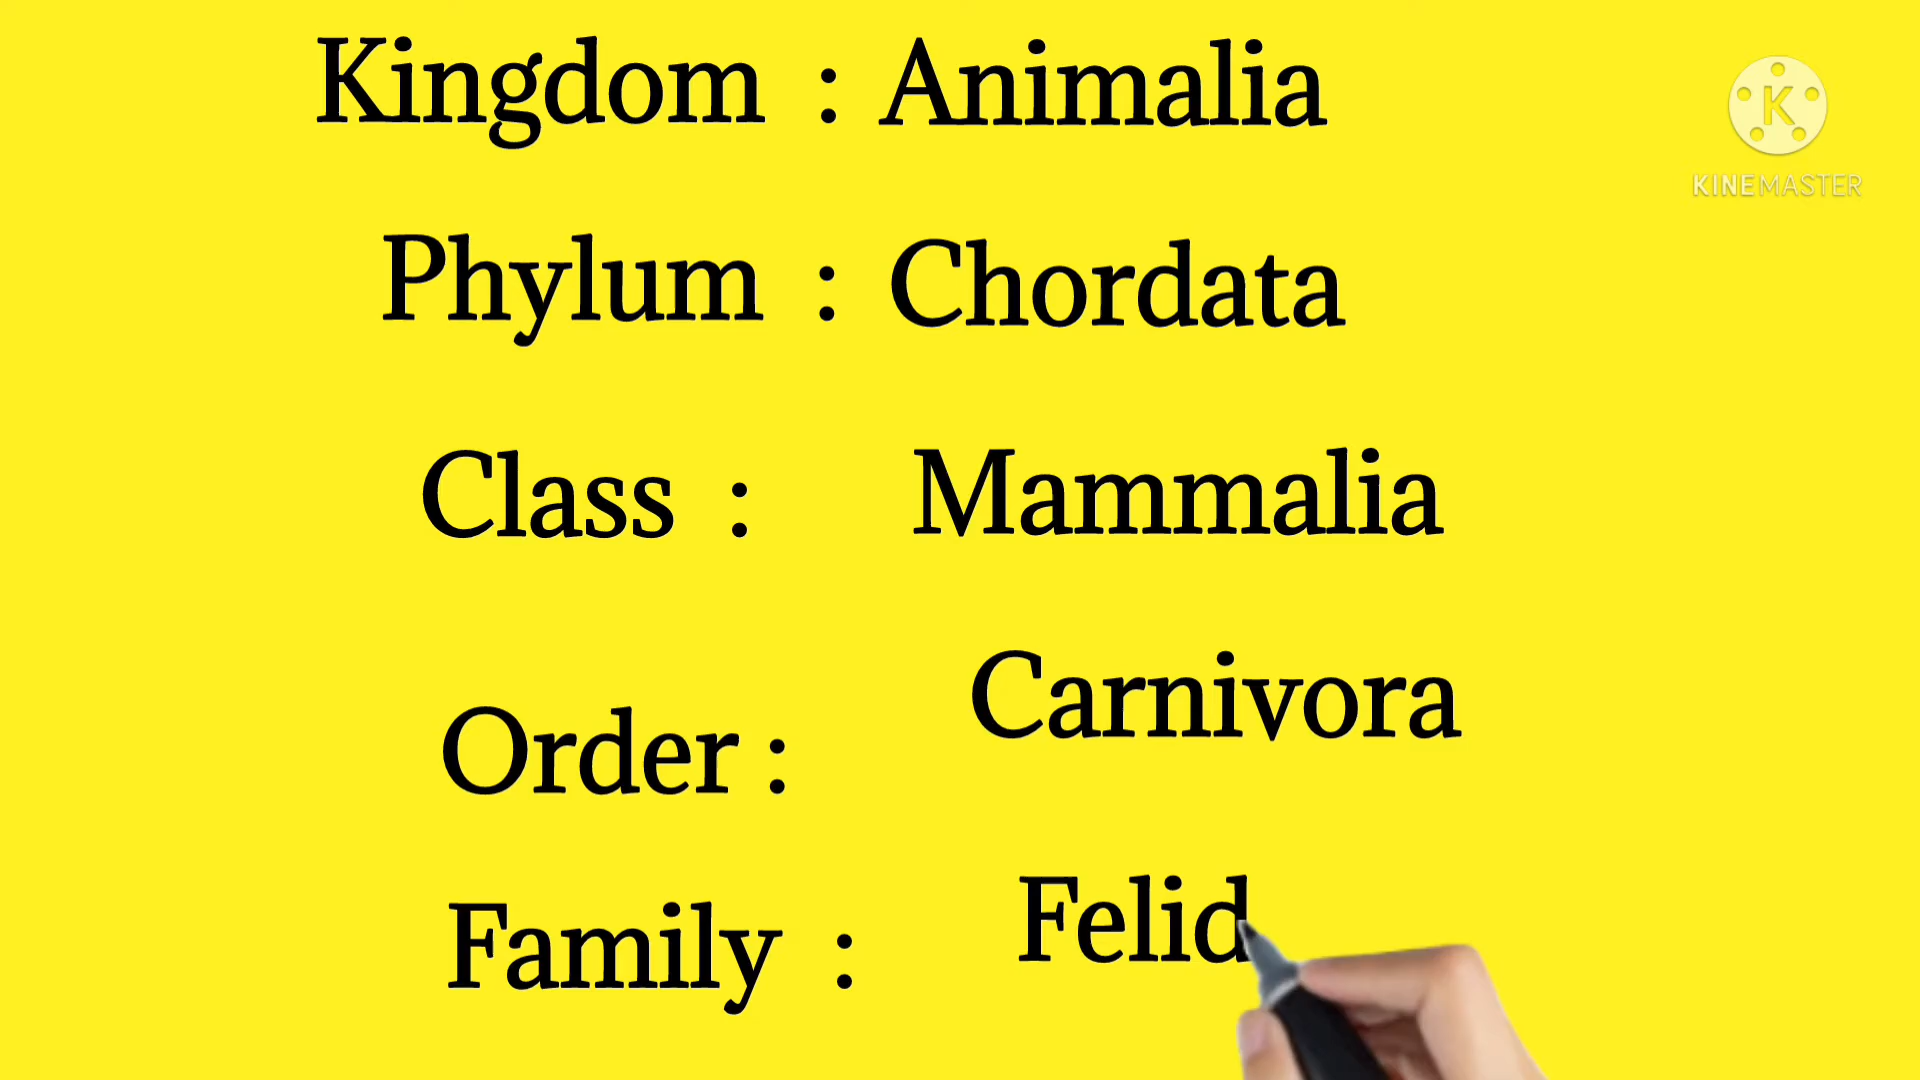 Kingdom : Animalia
KINEMASTER
Phylum : Chordata
Class : Mammalia
Order : Carnivora
Family : Felid